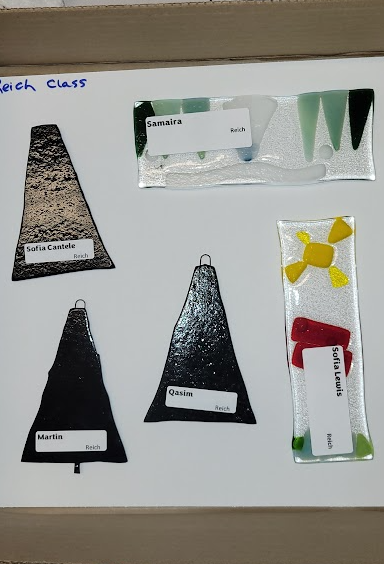 Reich Class
Samaira
Reich
Sofia Cantele
Reich
Sofia Lewis
Reich
Qasim
Reich
Martin
Reich